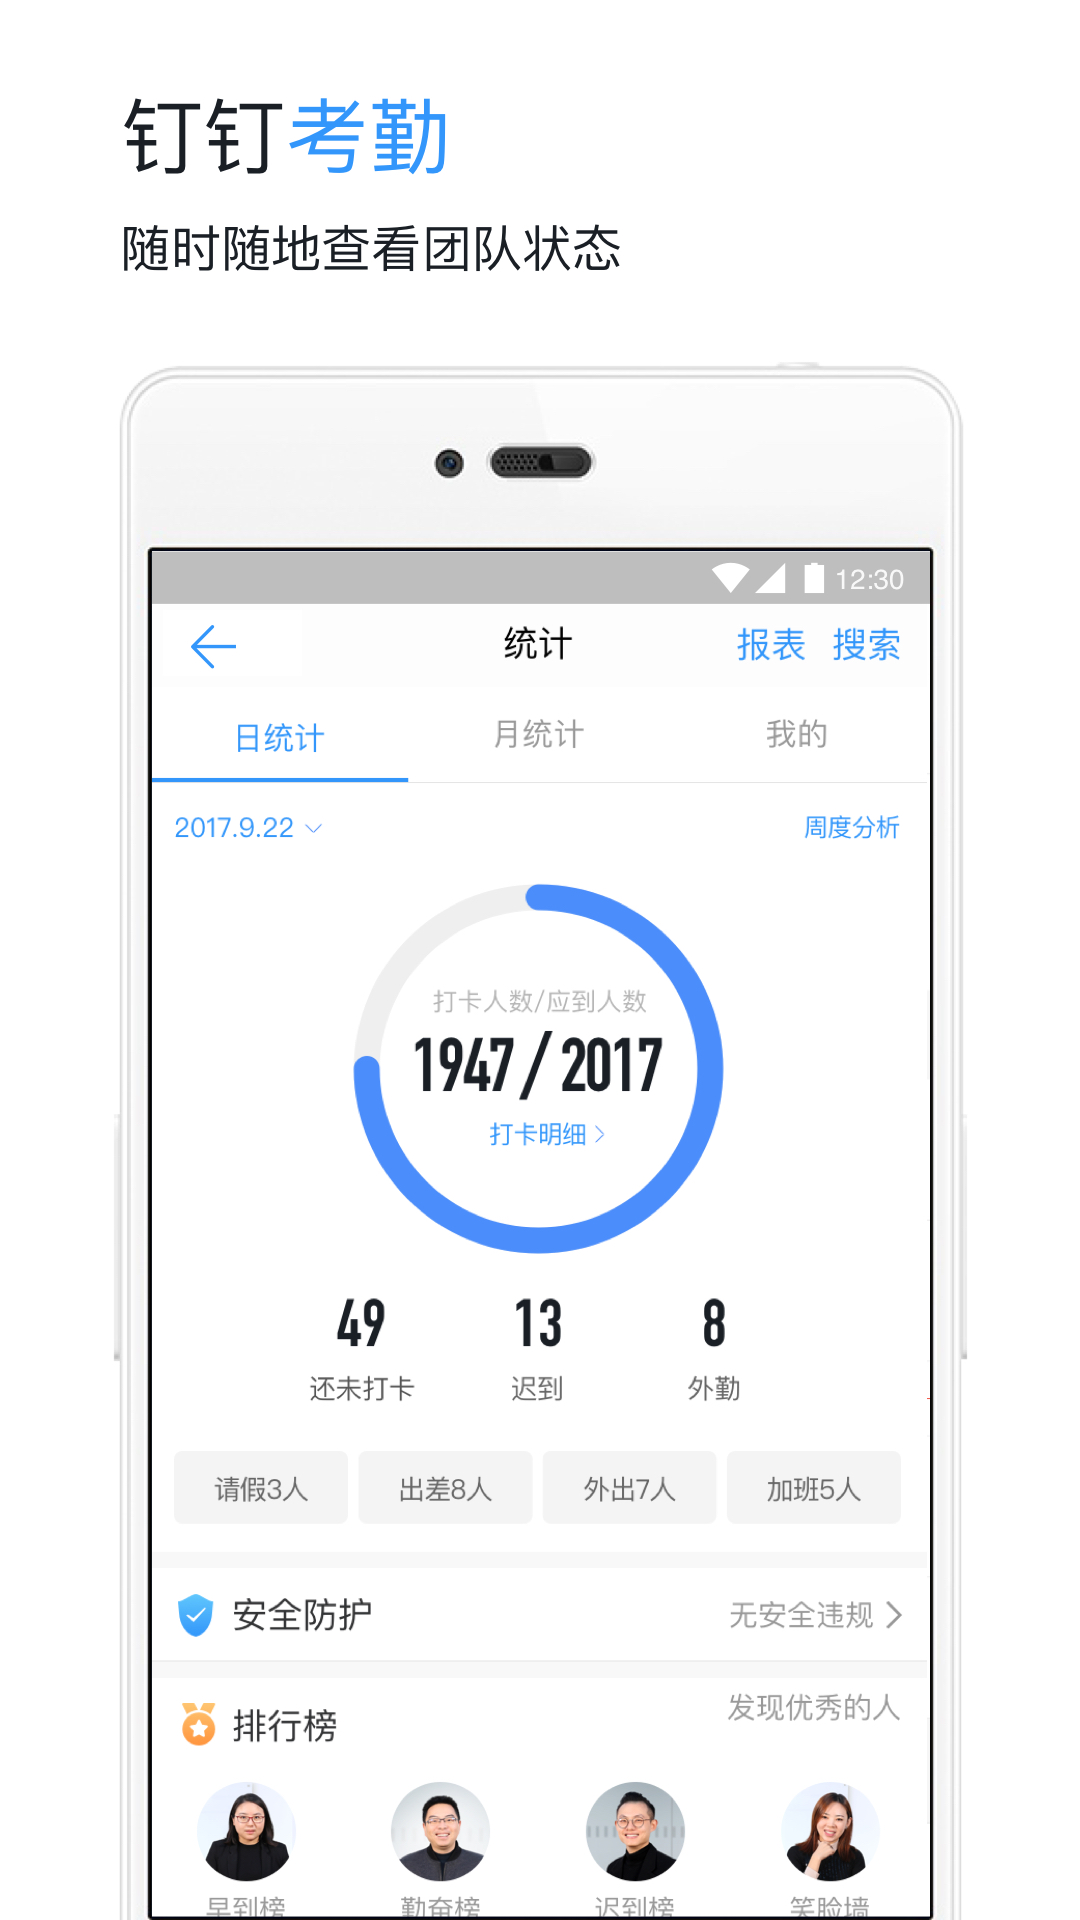 钉钉考勤
随时随地查看团队状态
12:30
统计 报表 搜索
日统计 月统计 我的
2017.9.22 周度分析
打卡人数/应到人数
1947/2017
打卡明细
49 13 8
还未打卡 迟到 外勤
请假3人 出差8人 外出7人 加班5人
安全防护 无安全违规
排行榜 发现优秀的人
早到榜 勤奋榜 迟到榜 笑脸墙